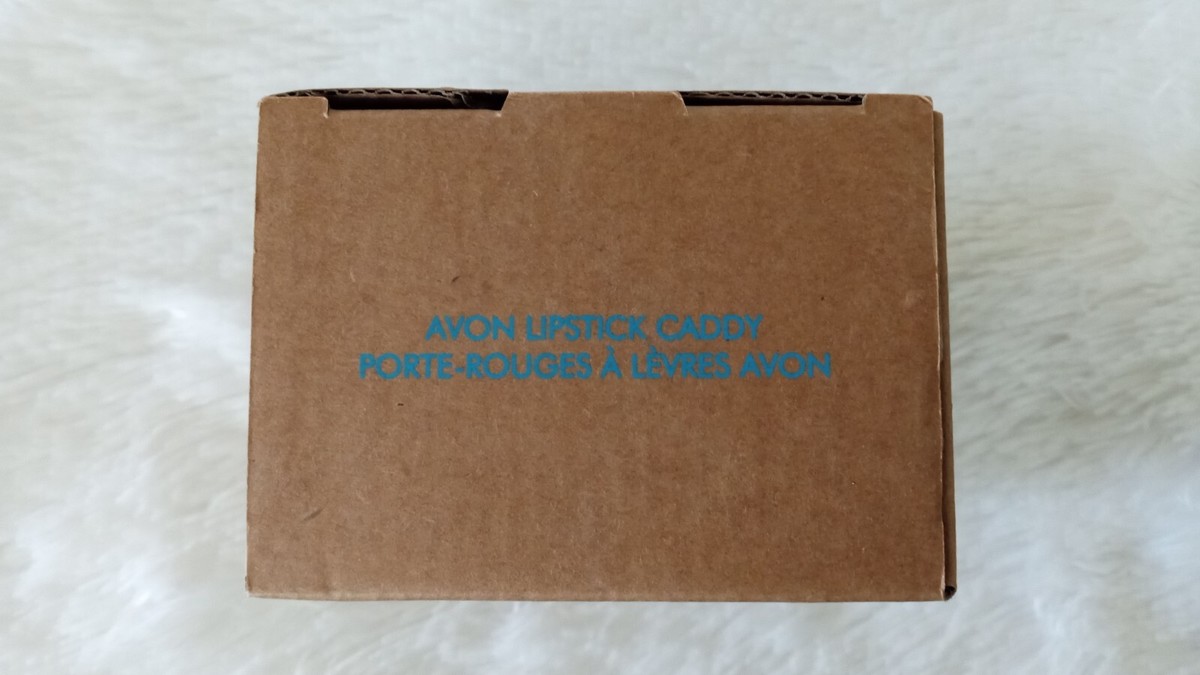 AVON LIPSTICK CADDY
PORTE-ROUGES À LÈVRES AVON